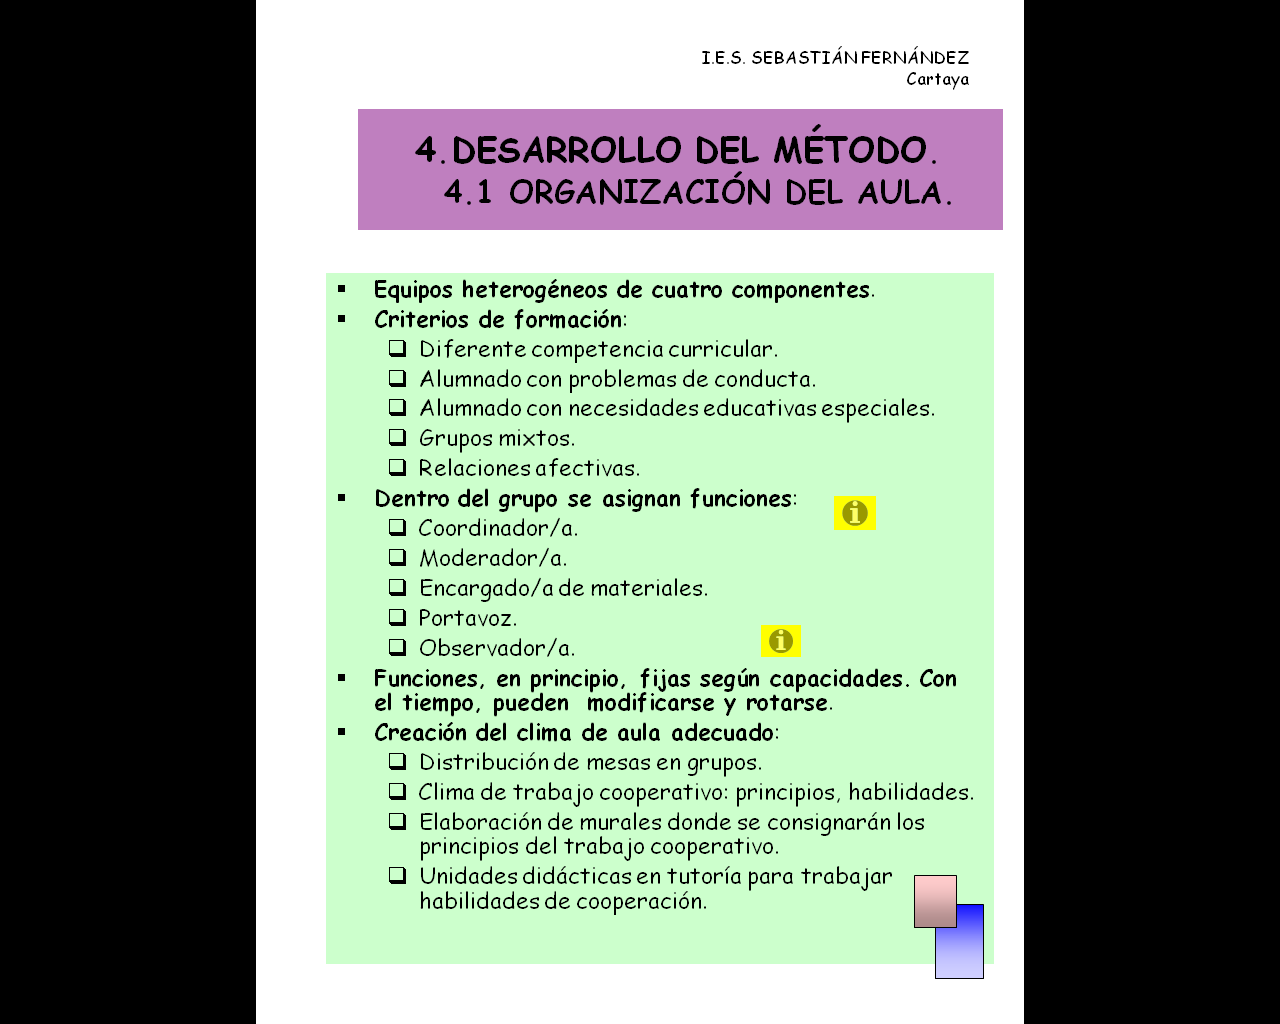 I.E.S. SEBASTIÁN FERNÁNDEZ
Cartaya
4. DESARROLLO DEL MÉTODO.
4.1 ORGANIZACIÓN DEL AULA.
▪ Equipos heterogéneos de cuatro componentes.
▪ Criterios de formación:
❑ Diferente competencia curricular.
❑ Alumnado con problemas de conducta.
❑ Alumnado con necesidades educativas especiales.
❑ Grupos mixtos.
❑ Relaciones afectivas.
▪ Dentro del grupo se asignan funciones:
❑ Coordinador/a.
❑ Moderador/a.
❑ Encargado/a de materiales.
❑ Portavoz.
❑ Observador/a.
▪ Funciones, en principio, fijas según capacidades. Con
el tiempo, pueden modificarse y rotarse.
▪ Creación del clima de aula adecuado:
❑ Distribución de mesas en grupos.
❑ Clima de trabajo cooperativo: principios, habilidades.
❑ Elaboración de murales donde se consignarán los
principios del trabajo cooperativo.
❑ Unidades didácticas en tutoría para trabajar
habilidades de cooperación.